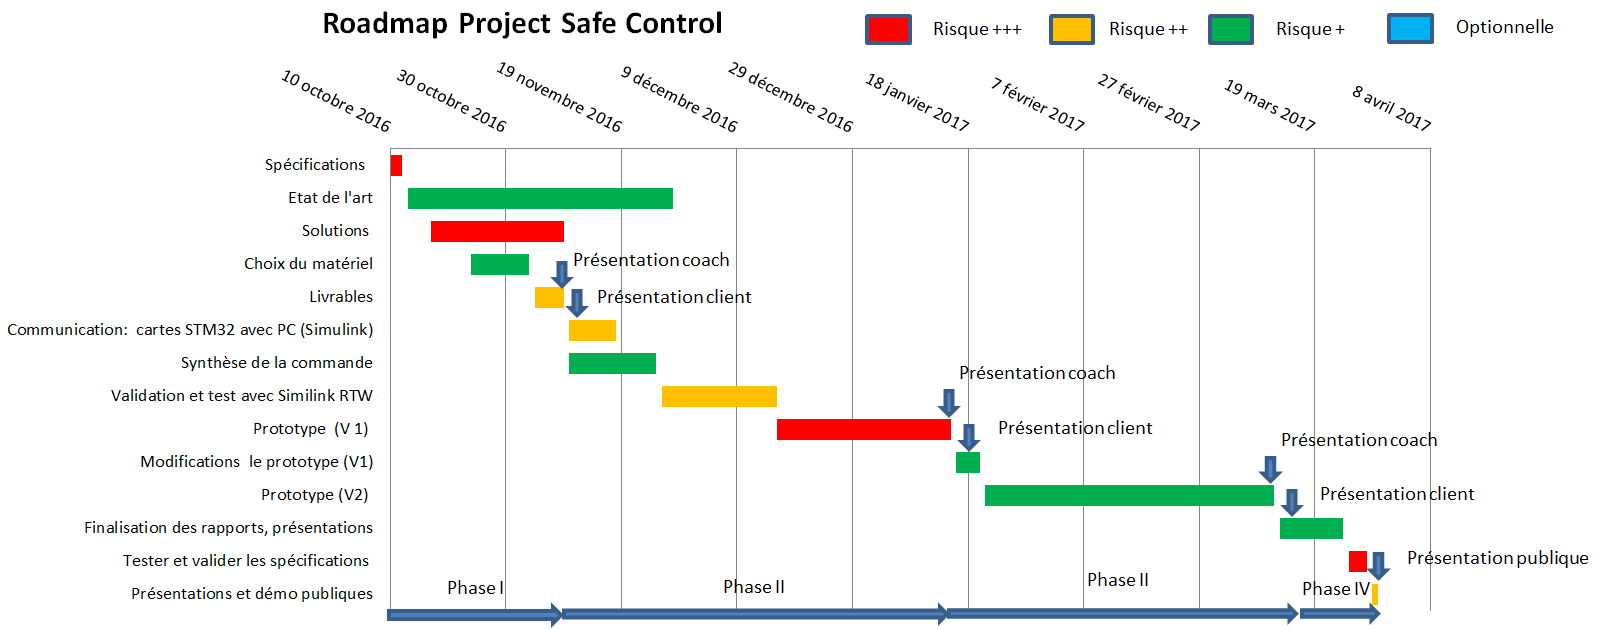 Roadmap Project Safe Control
Risque +++
Risque ++
Risque +
Optionnelle
10 octobre 2016
30 octobre 2016
19 novembre 2016
9 décembre 2016
29 décembre 2016
18 janvier 2017
7 février 2017
27 février 2017
19 mars 2017
8 avril 2017
Spécifications
Etat de l'art
Solutions
Choix du matériel
Présentation coach
Livrables
Présentation client
Communication: cartes STM32 avec PC (Simulink)
Synthèse de la commande
Présentation coach
Validation et test avec Similink RTW
Prototype (V 1)
Présentation client
Présentation coach
Modifications le prototype (V1)
Prototype (V2)
Présentation client
Finalisation des rapports, présentations
Tester et valider les spécifications
Présentation publique
Présentations et démo publiques
Phase I
Phase II
Phase II
Phase IV